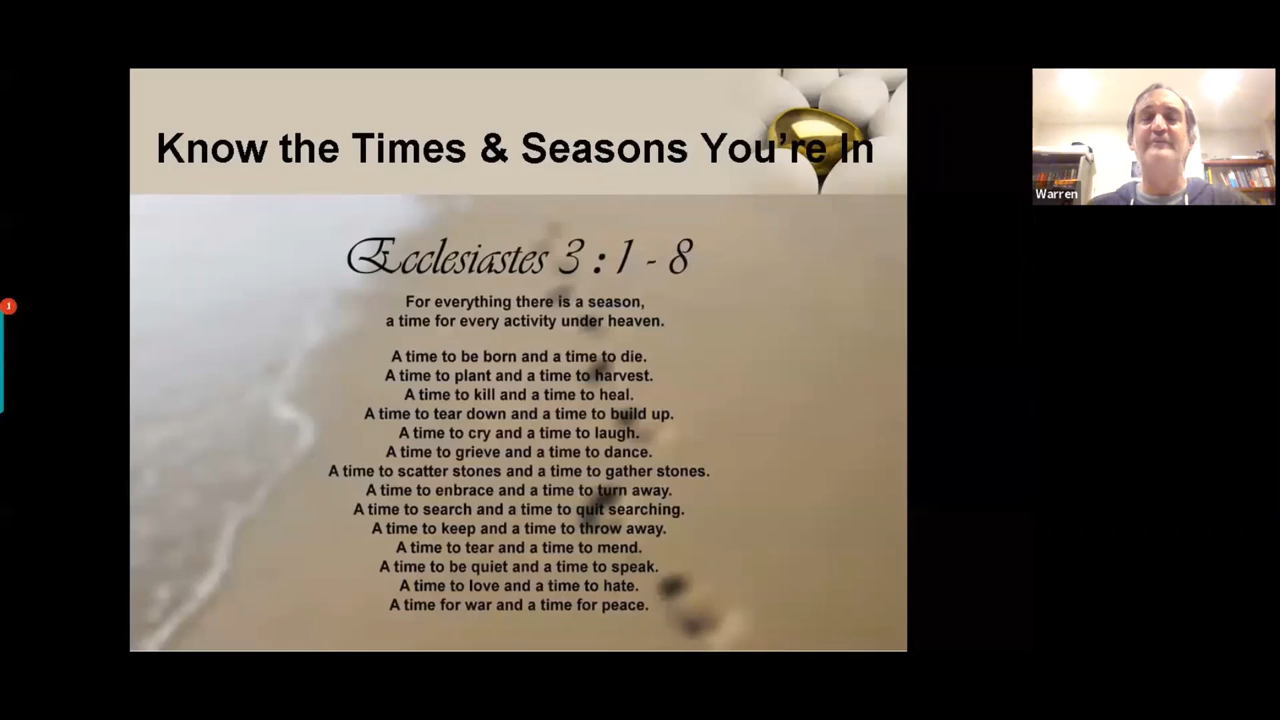 Know the Times & Seasons You're In
Warren
Ecclesiastes 3:1-8
1
For everything there is a season,
a time for every activity under heaven.
A time to be born and a time to die.
A time to plant and a time to harvest.
A time to kill and a time to heal.
A time to tear down and a time to build up.
A time to cry and a time to laugh.
A time to grieve and a time to dance.
A time to scatter stones and a time to gather stones.
A time to enbrace and a time to turn away.
A time to search and a time to quit searching.
A time to keep and a time to throw away.
A time to tear and a time to mend.
A time to be quiet and a time to speak.
A time to love and a time to hate.
A time for war and a time for peace.